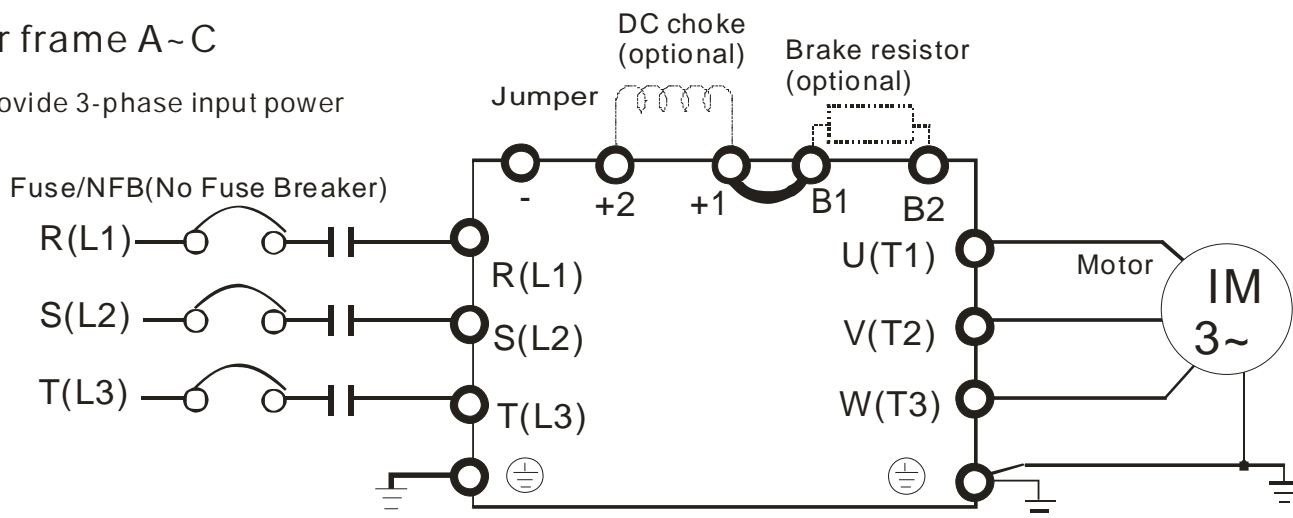 r frame A~C
ovide 3-phase input power
DC choke
(optional)
Brake resistor
(optional)
Jumper
Fuse/NFB(No Fuse Breaker)
- +2 +1 B1 B2
R(L1) R(L1) U(T1) Motor
S(L2) S(L2) V(T2) IM
3~
T(L3) T(L3) W(T3)